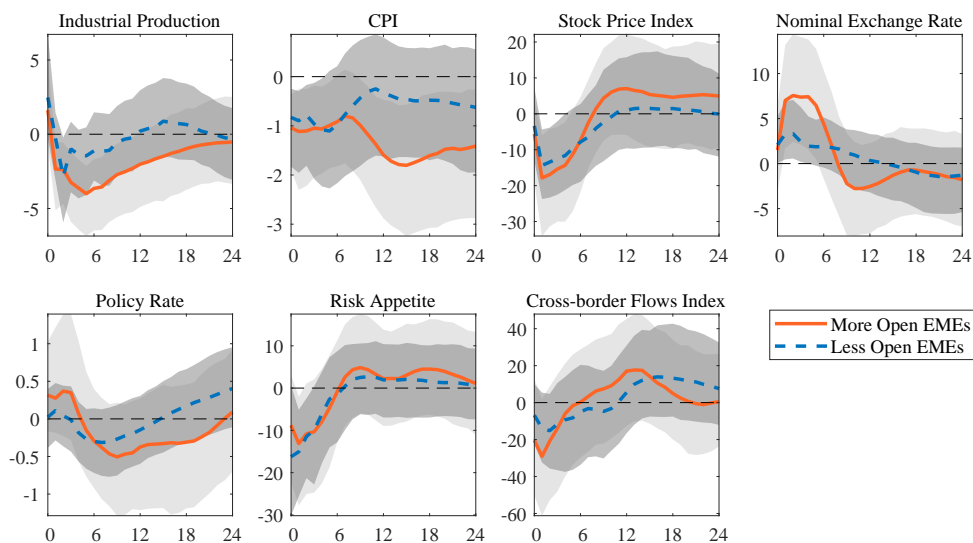 Industrial Production
5
0
-5
0 6 12 18 24
CPI
0
-1
-2
-3
0 6 12 18 24
Stock Price Index
20
10
0
-10
-20
-30
0 6 12 18 24
Nominal Exchange Rate
10
5
0
-5
0 6 12 18 24
Policy Rate
1
0.5
0
-0.5
-1
0 6 12 18 24
Risk Appetite
10
0
-10
-20
-30
0 6 12 18 24
Cross-border Flows Index
40
20
0
-20
-40
-60
0 6 12 18 24
More Open EMEs
Less Open EMEs